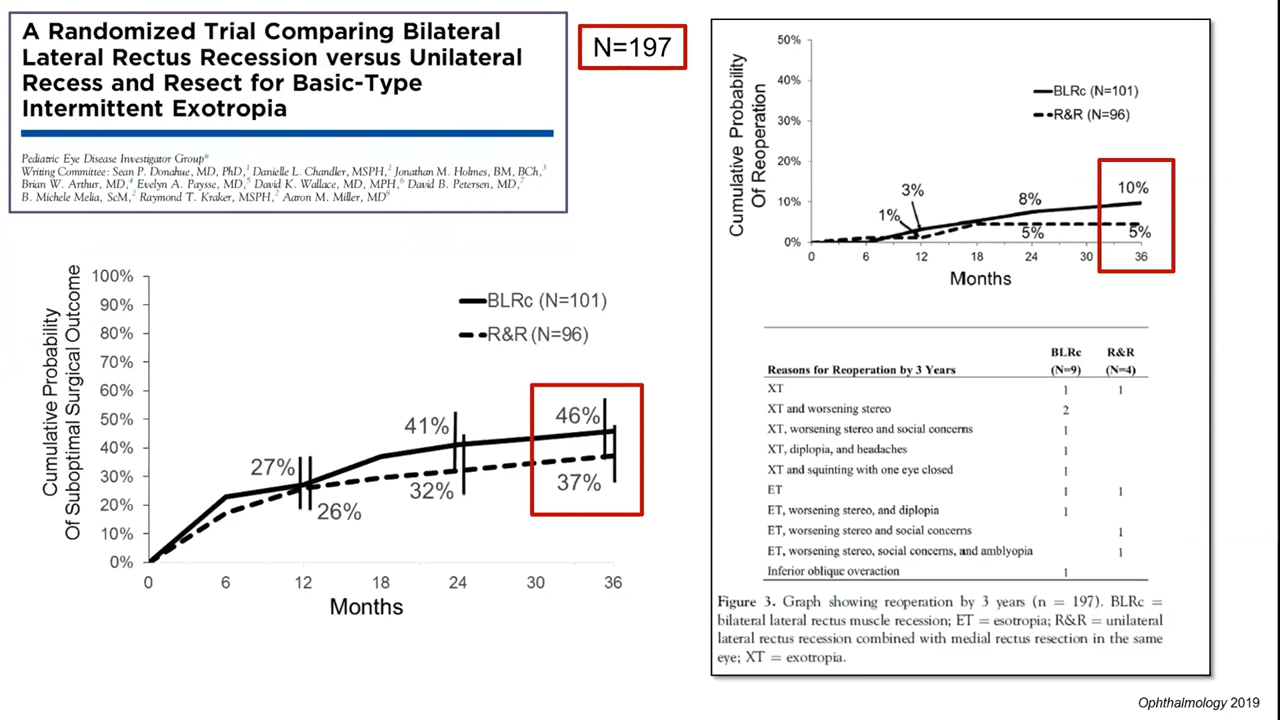 A Randomized Trial Comparing Bilateral
Lateral Rectus Recession versus Unilateral
Recess and Resect for Basic-Type
Intermittent Exotropia
Pediatric Eye Disease Investigator Group*
Writing Committee: Sean P. Donahue, MD, PhD,1 Danielle L. Chandler, MSPH,2 Jonathan M. Holmes, BM, BCh,3
Brian W. Arthur, MD,4 Evelyn A. Paysse, MD,5 David K. Wallace, MD, MPH,6 David B. Petersen, MD,7
B. Michele Melia, ScM,2 Raymond T. Kraker, MSPH,2 Aaron M. Miller, MD8
N=197
Cumulative Probability
Of Suboptimal Surgical Outcome
100%
90%
80%
70%
60%
50%
40%
30%
20%
10%
0%
BLRc (N=101)
R&R (N=96)
27%
26%
41%
32%
46%
37%
0
6
12
18
24
30
36
Months
Cumulative Probability
Of Reoperation
50%
40%
30%
20%
10%
0%
BLRc (N=101)
R&R (N=96)
1%
3%
8%
5%
10%
5%
0
6
12
18
24
30
36
Months
Reasons for Reoperation by 3 Years BLRc (N=9) R&R (N=4)
XT 1 1
XT and worsening stereo 2
XT, worsening stereo and social concerns 1
XT, diplopia, and headaches 1
XT and squinting with one eye closed 1
ET 1 1
ET, worsening stereo, and diplopia 1
ET, worsening stereo and social concerns 1
ET, worsening stereo, social concerns, and amblyopia 1
Inferior oblique overaction 1
Figure 3. Graph showing reoperation by 3 years (n = 197). BLRc =
bilateral lateral rectus muscle recession; ET = esotropia; R&R = unilateral
lateral rectus recession combined with medial rectus resection in the same
eye; XT = exotropia.
Ophthalmology 2019